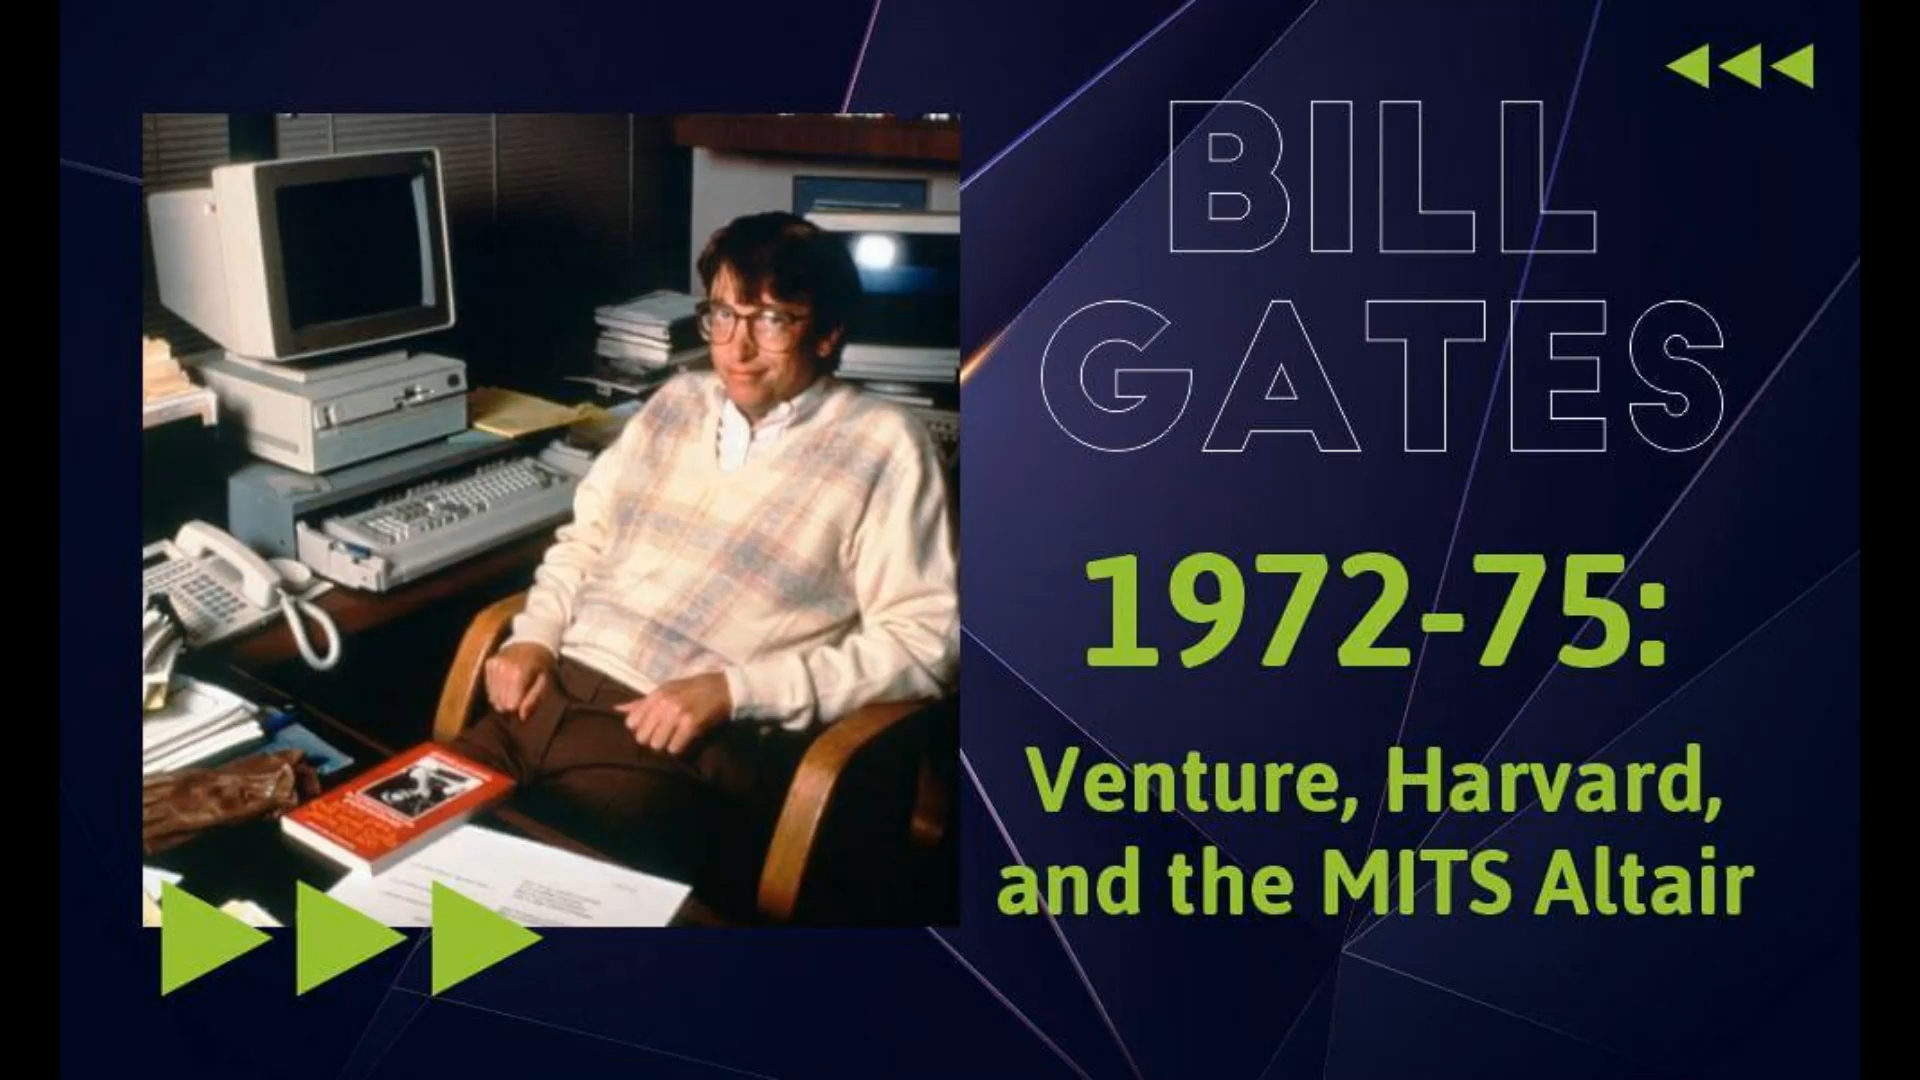 BILL
GATES
1972-75:
Venture, Harvard,
and the MITS Altair